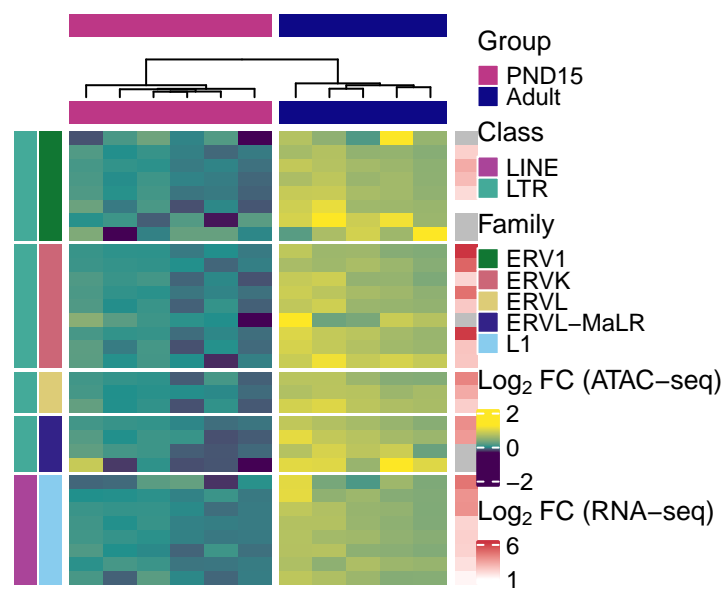 Group
PND15
Adult
Class
LINE
LTR
Family
ERV1
ERVK
ERVL
ERVL−MaLR
L1
Log₂ FC (ATAC−seq)
2
0
−2
Log₂ FC (RNA−seq)
6
1